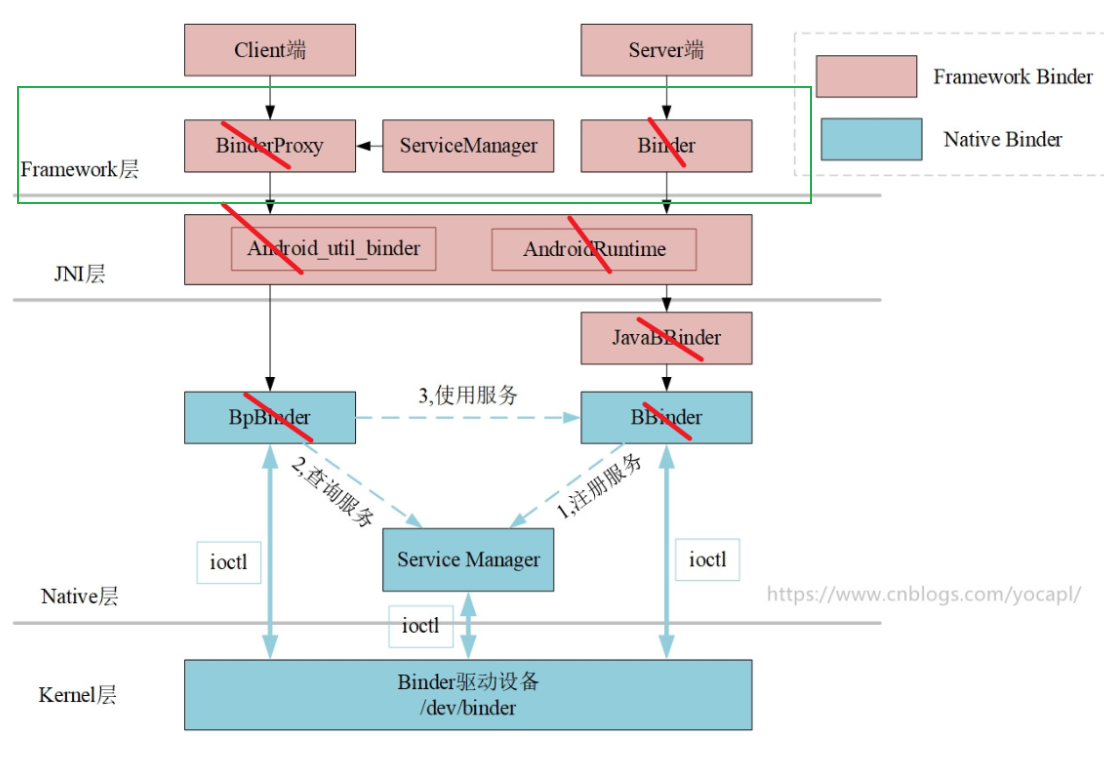 Client端
Server端
Framework Binder
Native Binder
BinderProxy
ServiceManager
Binder
Framework层
Android_util_binder
AndroidRuntime
JNI层
JavaBBinder
BpBinder
3,使用服务
BBinder
2,查询服务
1,注册服务
Service Manager
ioctl
ioctl
Native层
https://www.cnblogs.com/yocapl/
ioctl
Kernel层
Binder驱动设备
/dev/binder